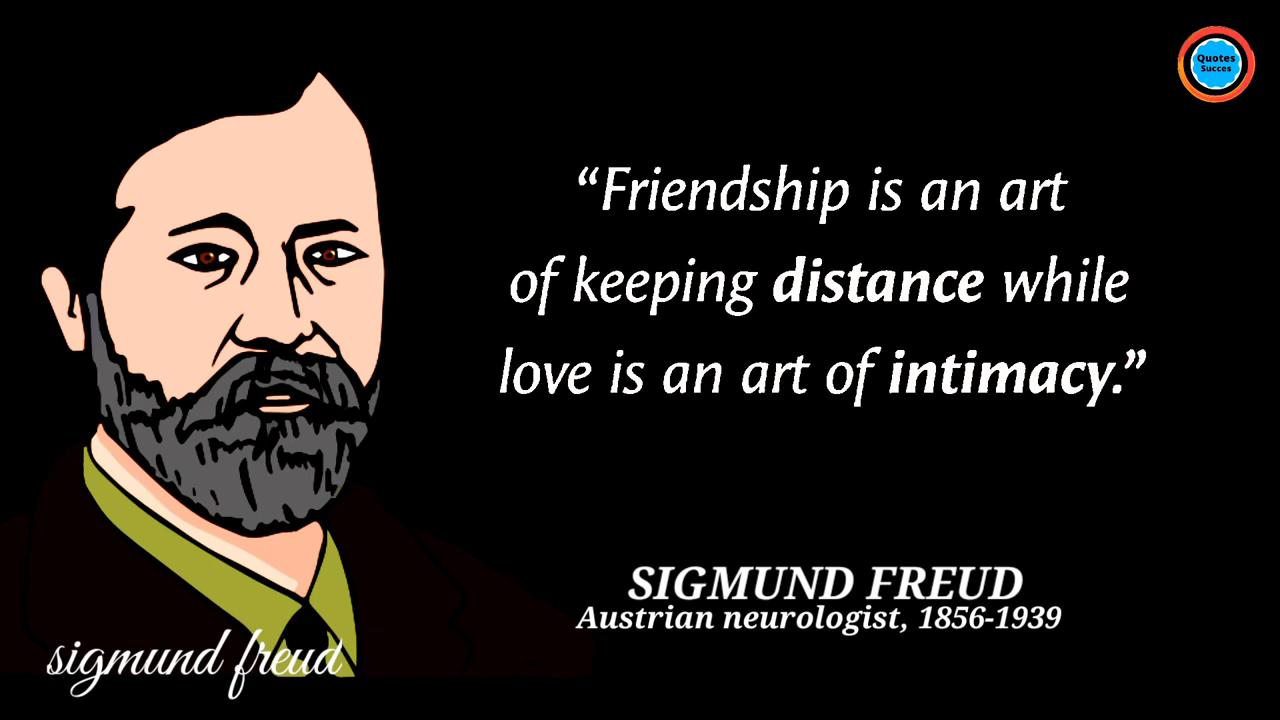 Quotes
Succes
“Friendship is an art
of keeping distance while
love is an art of intimacy.”
SIGMUND FREUD
Austrian neurologist, 1856-1939
sigmund freud